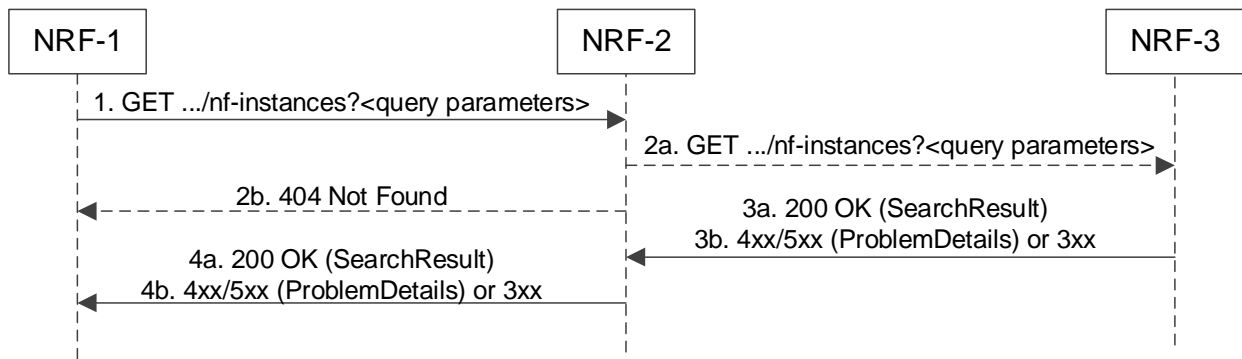 NRF-1
NRF-2
NRF-3
1. GET .../nf-instances?<query parameters>
2a. GET .../nf-instances?<query parameters>
2b. 404 Not Found
3a. 200 OK (SearchResult)
3b. 4xx/5xx (ProblemDetails) or 3xx
4a. 200 OK (SearchResult)
4b. 4xx/5xx (ProblemDetails) or 3xx